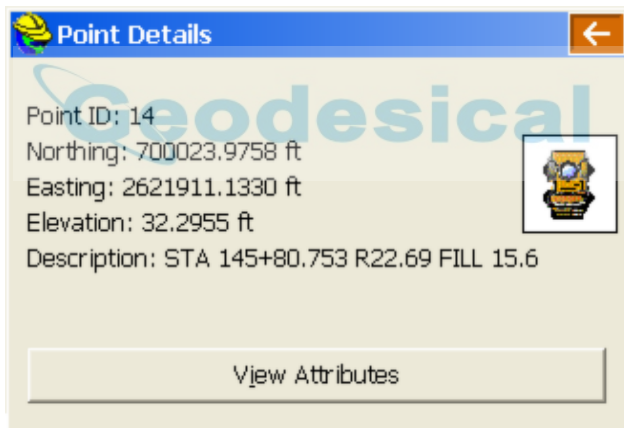 Point Details
Geodesical
Point ID: 14
Northing: 700023.9758 ft
Easting: 2621911.1330 ft
Elevation: 32.2955 ft
Description: STA 145+80.753 R22.69 FILL 15.6
View Attributes